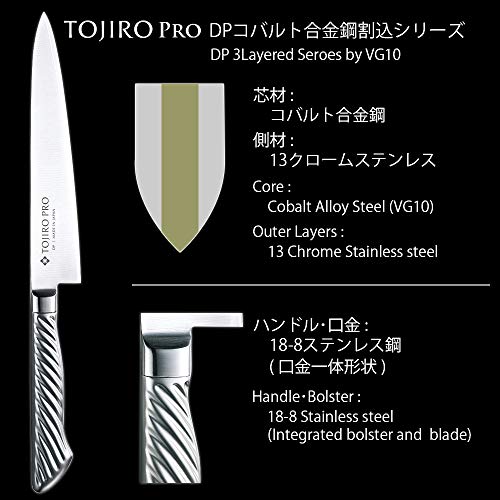 TOJIRO PRO DPコバルト合金鋼割込シリーズ
DP 3Layered Seroes by VG10
芯材 :
コバルト合金鋼
側材 :
13クロームステンレス
Core :
Cobalt Alloy Steel (VG10)
Outer Layers :
13 Chrome Stainless steel
TOJIRO PRO
DP | MADE IN JAPAN
ハンドル・口金 :
18-8ステンレス鋼
( 口金一体形状 )
Handle・Bolster :
18-8 Stainless steel
(Integrated bolster and blade)